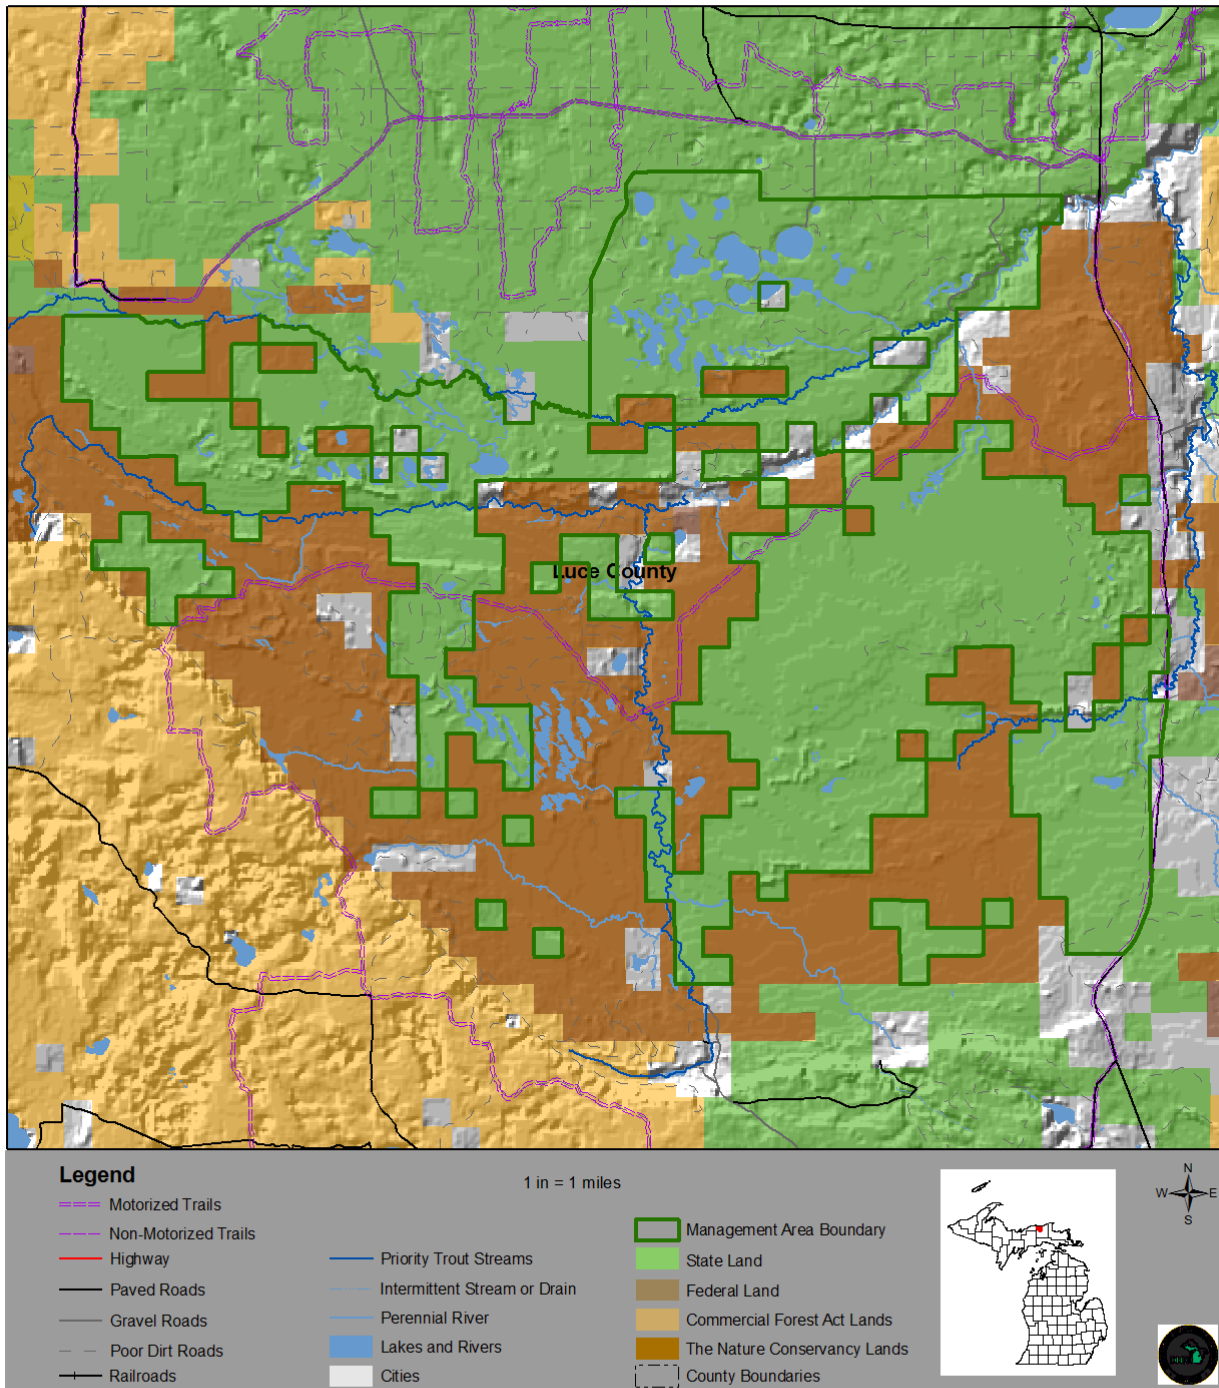 Luce County
Legend
1 in = 1 miles
Motorized Trails
Non-Motorized Trails
Highway
Paved Roads
Gravel Roads
Poor Dirt Roads
Railroads
Priority Trout Streams
Intermittent Stream or Drain
Perennial River
Lakes and Rivers
Cities
Management Area Boundary
State Land
Federal Land
Commercial Forest Act Lands
The Nature Conservancy Lands
County Boundaries
N
W E
S